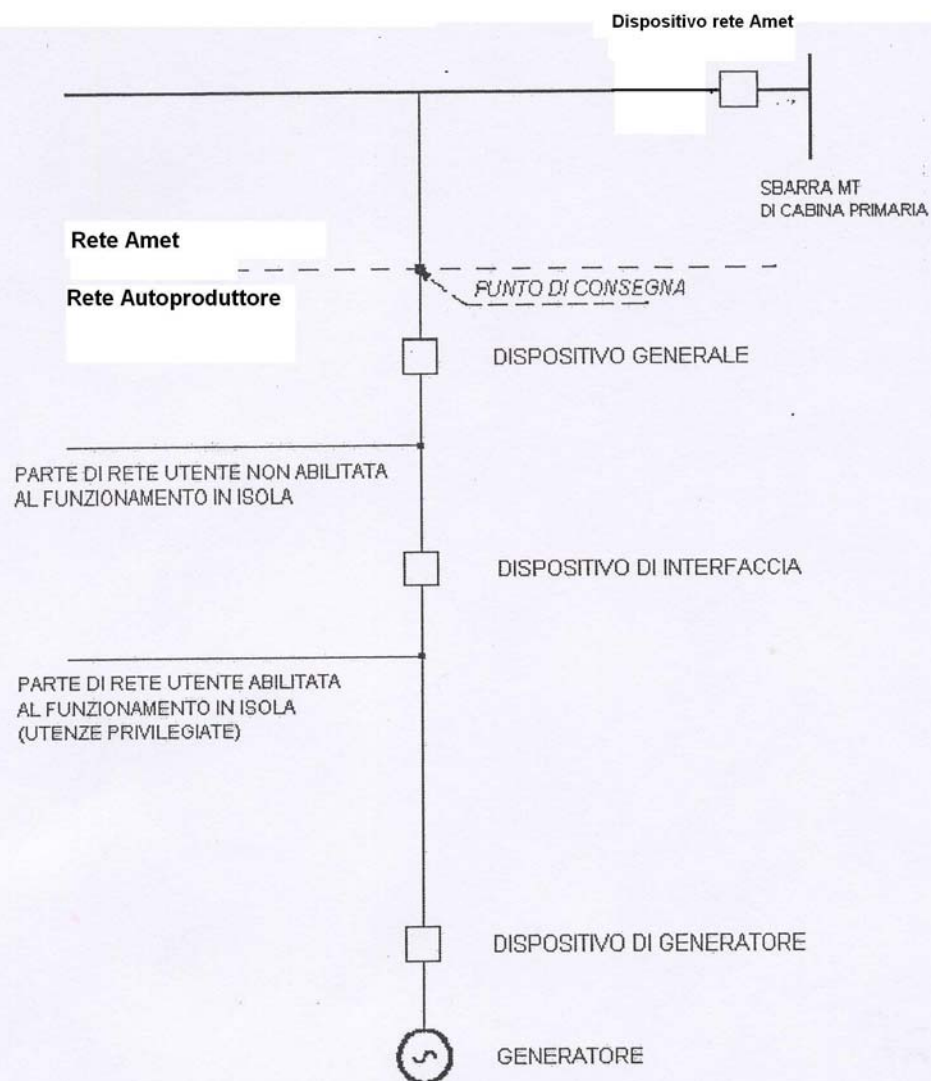 Dispositivo rete Amet
SBARRA MT
DI CABINA PRIMARIA
Rete Amet
PUNTO DI CONSEGNA
Rete Autoproduttore
DISPOSITIVO GENERALE
PARTE DI RETE UTENTE NON ABILITATA
AL FUNZIONAMENTO IN ISOLA
DISPOSITIVO DI INTERFACCIA
PARTE DI RETE UTENTE ABILITATA
AL FUNZIONAMENTO IN ISOLA
(UTENZE PRIVILEGIATE)
DISPOSITIVO DI GENERATORE
GENERATORE